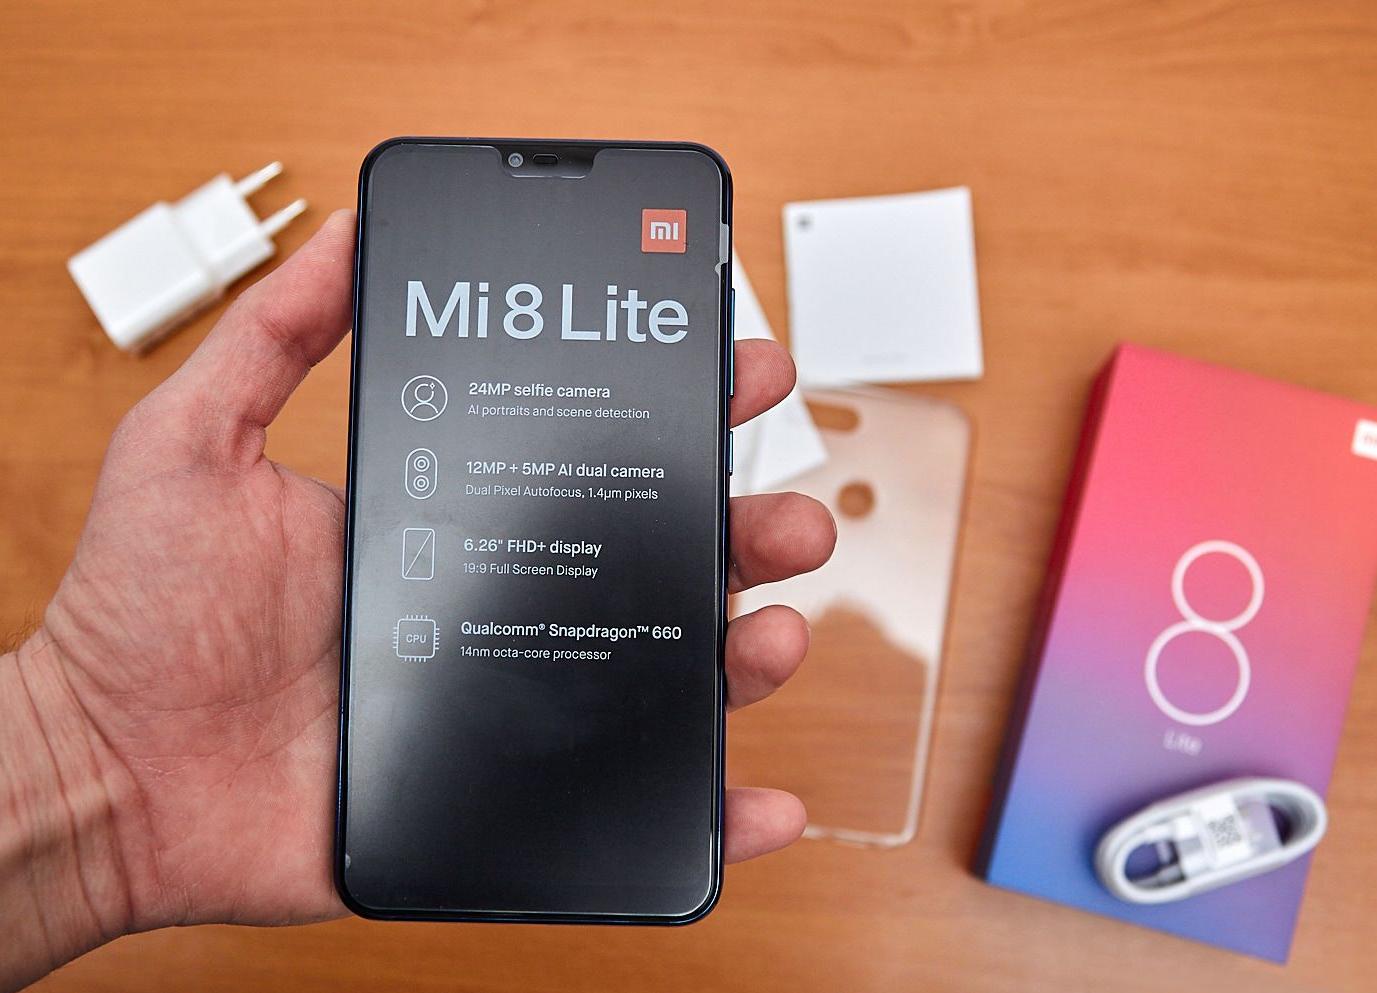 mi
Mi 8 Lite
24MP selfie camera
AI portraits and scene detection
12MP + 5MP AI dual camera
Dual Pixel Autofocus, 1.4μm pixels
6.26" FHD+ display
19:9 Full Screen Display
CPU
Qualcomm® Snapdragon™ 660
14nm octa-core processor
8
Lite